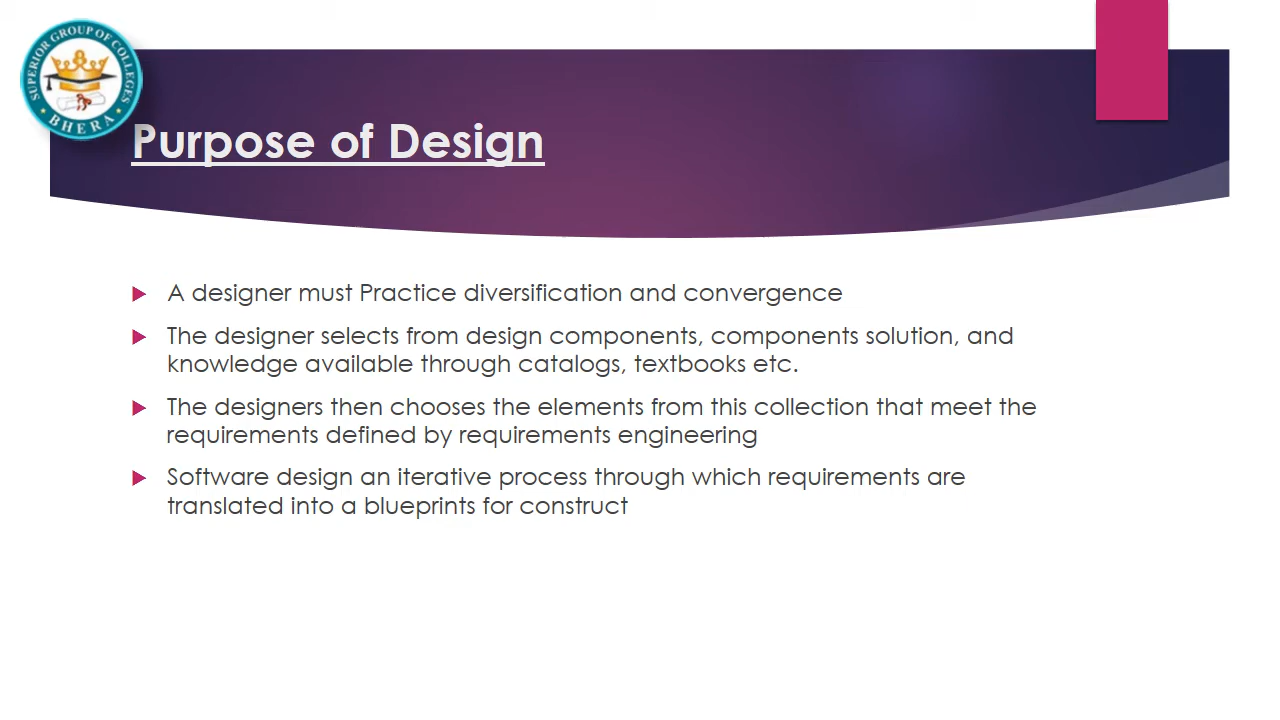 SUPERIOR GROUP OF COLLEGES
BHERA
Purpose of Design
A designer must Practice diversification and convergence
The designer selects from design components, components solution, and
knowledge available through catalogs, textbooks etc.
The designers then chooses the elements from this collection that meet the
requirements defined by requirements engineering
Software design an iterative process through which requirements are
translated into a blueprints for construct